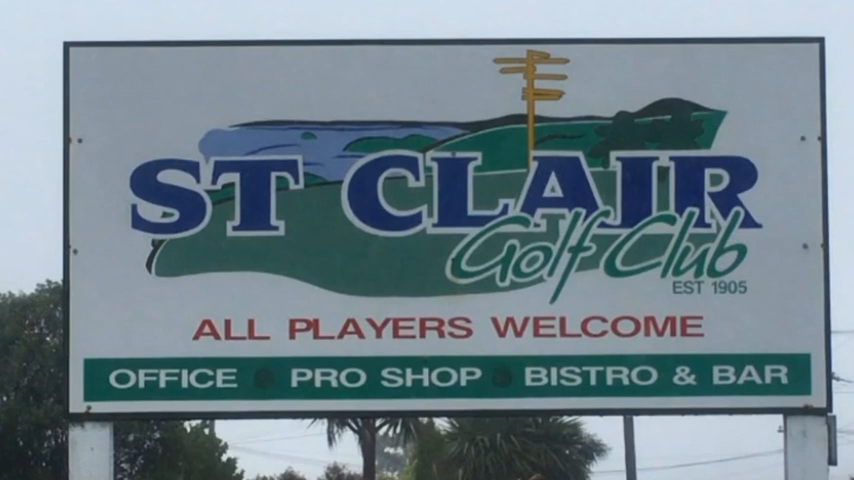 ST CLAIR
Golf Club
EST 1905
ALL PLAYERS WELCOME
OFFICE • PRO SHOP • BISTRO & BAR